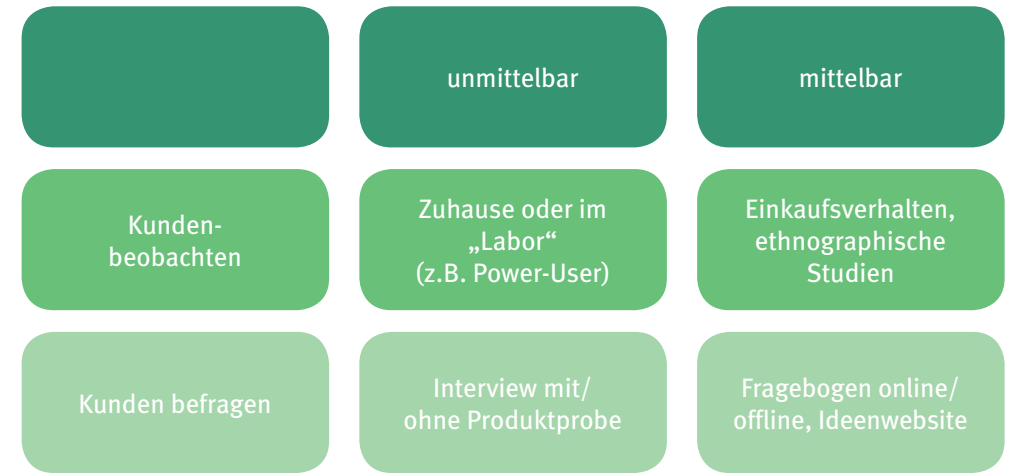 unmittelbar
mittelbar
Kunden-
beobachten
Zuhause oder im
„Labor“
(z.B. Power-User)
Einkaufsverhalten,
ethnographische
Studien
Kunden befragen
Interview mit/
ohne Produktprobe
Fragebogen online/
offline, Ideenwebsite